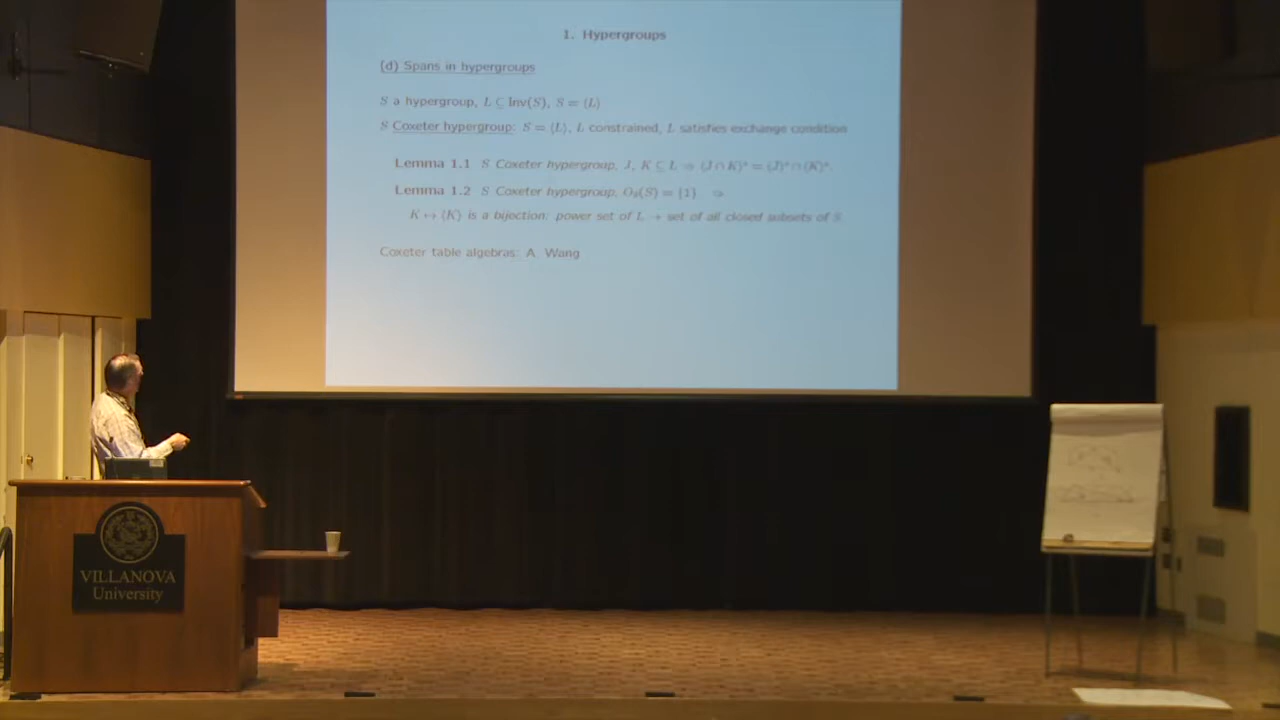 1. Hypergroups
(d) Spans in hypergroups
S a hypergroup, L ⊆ Inv(S), S = ⟨L⟩
S Coxeter hypergroup: S = ⟨L⟩, L constrained, L satisfies exchange condition
Lemma 1.1 S Coxeter hypergroup, J, K ⊆ L ⇒ ⟨J ∩ K⟩* = ⟨J⟩* ∩ ⟨K⟩*.
Lemma 1.2 S Coxeter hypergroup, (S) = {1} ⇒
K ↔ ⟨K⟩ is a bijection: power set of L → set of all closed subsets of S
Coxeter table algebras: A. Wang
VILLANOVA
University